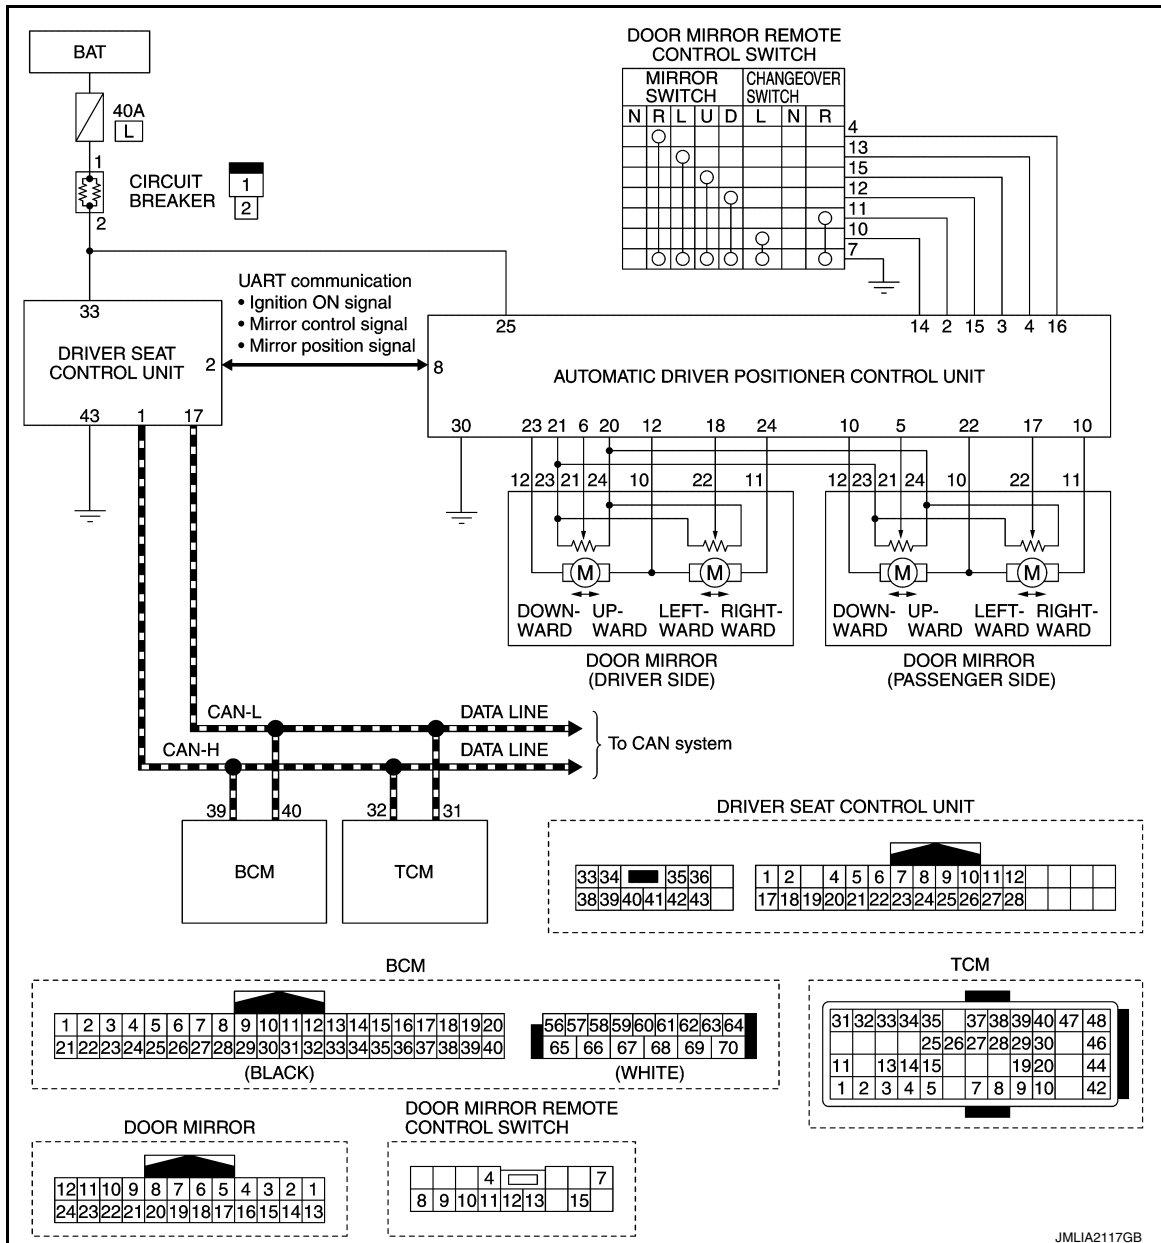 BAT
40A
L
1
CIRCUIT
BREAKER
1
2
2
DOOR MIRROR REMOTE
CONTROL SWITCH
MIRROR
SWITCH
CHANGEOVER
SWITCH
N R L U D L N R
4
13
15
12
11
10
7
UART communication
• Ignition ON signal
• Mirror control signal
• Mirror position signal
33
DRIVER SEAT
CONTROL UNIT
2
43 1 17
25 14 2 15 3 4 16
8
AUTOMATIC DRIVER POSITIONER CONTROL UNIT
30 23 21 6 20 12 18 24 10 5 22 17 10
12 23 21 24 10 22 11
12 23 21 24 10 22 11
M M
M M
DOWN-
WARD
UP-
WARD
LEFT-
WARD
RIGHT-
WARD
DOWN-
WARD
UP-
WARD
LEFT-
WARD
RIGHT-
WARD
DOOR MIRROR
(DRIVER SIDE)
DOOR MIRROR
(PASSENGER SIDE)
CAN-L
DATA LINE
CAN-H
DATA LINE
To CAN system
39 40
32 31
BCM
TCM
DRIVER SEAT CONTROL UNIT
33 34 35 36
38 39 40 41 42 43
1 2 4 5 6 7 8 9 10 11 12
17 18 19 20 21 22 23 24 25 26 27 28
BCM
1 2 3 4 5 6 7 8 9 10 11 12 13 14 15 16 17 18 19 20
21 22 23 24 25 26 27 28 29 30 31 32 33 34 35 36 37 38 39 40
(BLACK)
56 57 58 59 60 61 62 63 64
65 66 67 68 69 70
(WHITE)
TCM
31 32 33 34 35 37 38 39 40 47 48
25 26 27 28 29 30 46
11 13 14 15 19 20 44
1 2 3 4 5 7 8 9 10 42
DOOR MIRROR
12 11 10 9 8 7 6 5 4 3 2 1
24 23 22 21 20 19 18 17 16 15 14 13
DOOR MIRROR REMOTE
CONTROL SWITCH
4 7
8 9 10 11 12 13 15
JMLIA2117GB